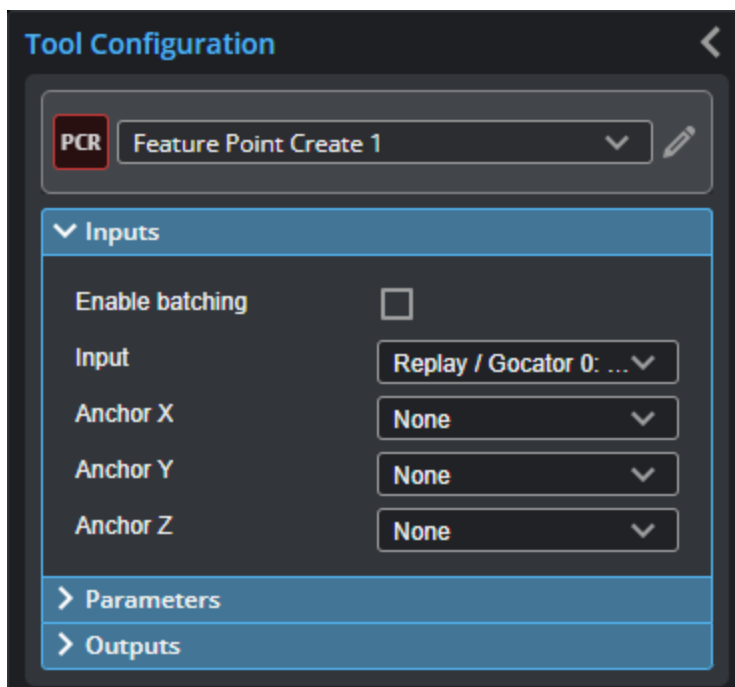 Tool Configuration
PCR Feature Point Create 1
Inputs
Enable batching
Input Replay / Gocator 0: ...
Anchor X None
Anchor Y None
Anchor Z None
Parameters
Outputs